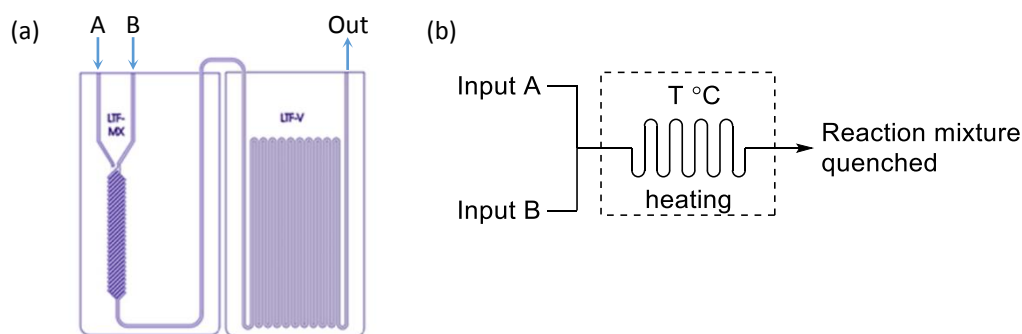 (a)
A B Out
LTF-
MX
LTF-V
(b)
Input A
T °C
heating
Input B
Reaction mixture
quenched